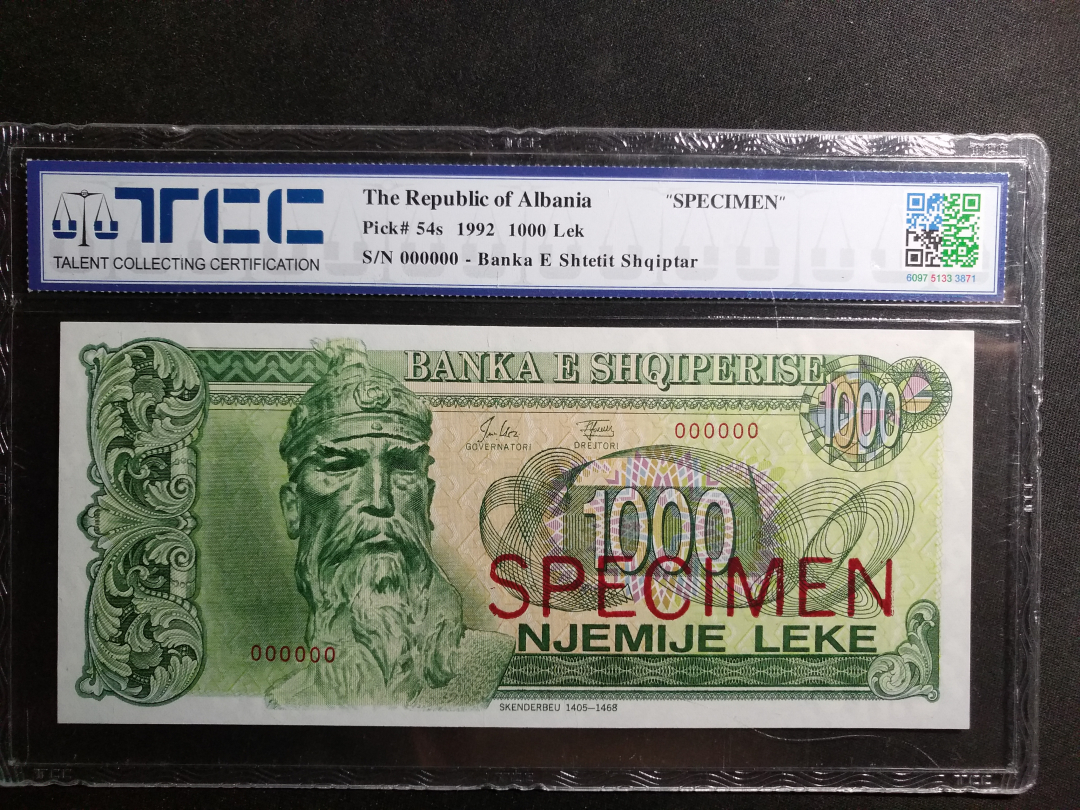 TCC
TALENT COLLECTING CERTIFICATION
The Republic of Albania "SPECIMEN"
Pick# 54s 1992 1000 Lek
S/N 000000 - Banka E Shtetit Shqiptar
6097 5133 3871
BANKA E SHQIPERISE
1000
GOVERNATORI DREJTORI
000000
1000
SPECIMEN
NJEMIJE LEKE
000000
SKENDERBEU 1405–1468